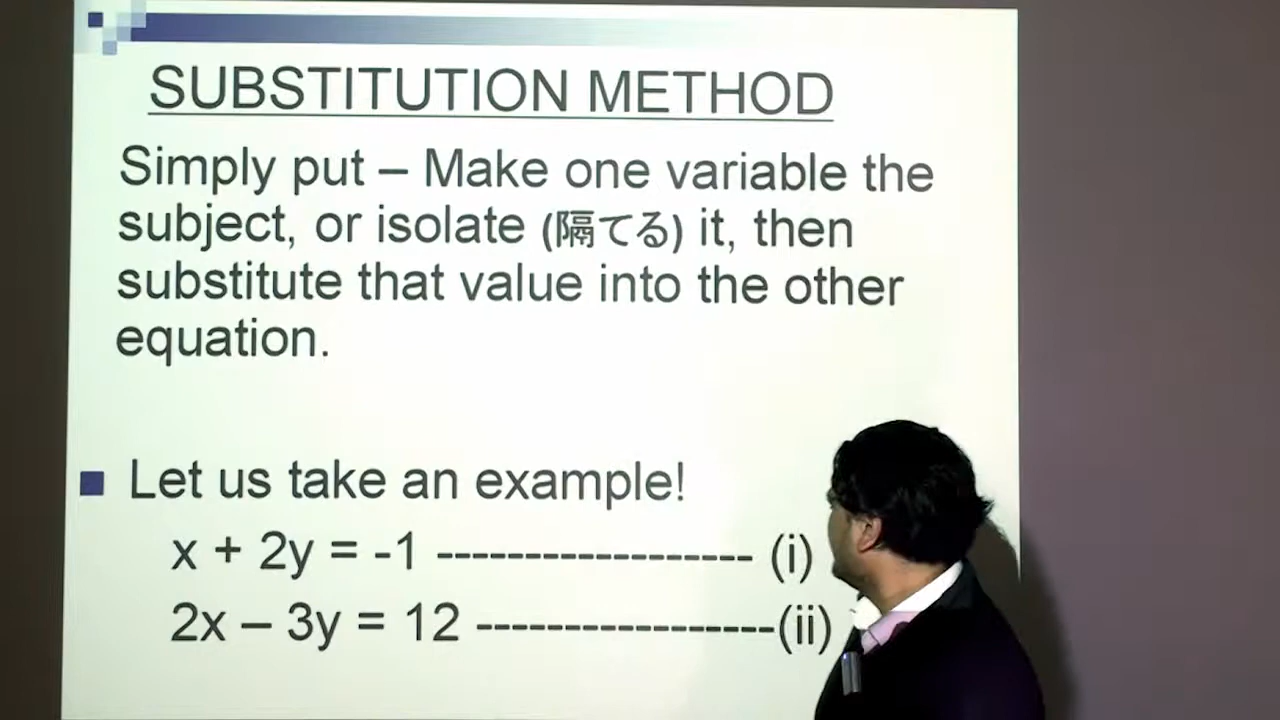 SUBSTITUTION METHOD
Simply put – Make one variable the
subject, or isolate (隔てる) it, then
substitute that value into the other
equation.
Let us take an example!
x + 2y = -1 ------------------ (i)
2x – 3y = 12 -----------------(ii)